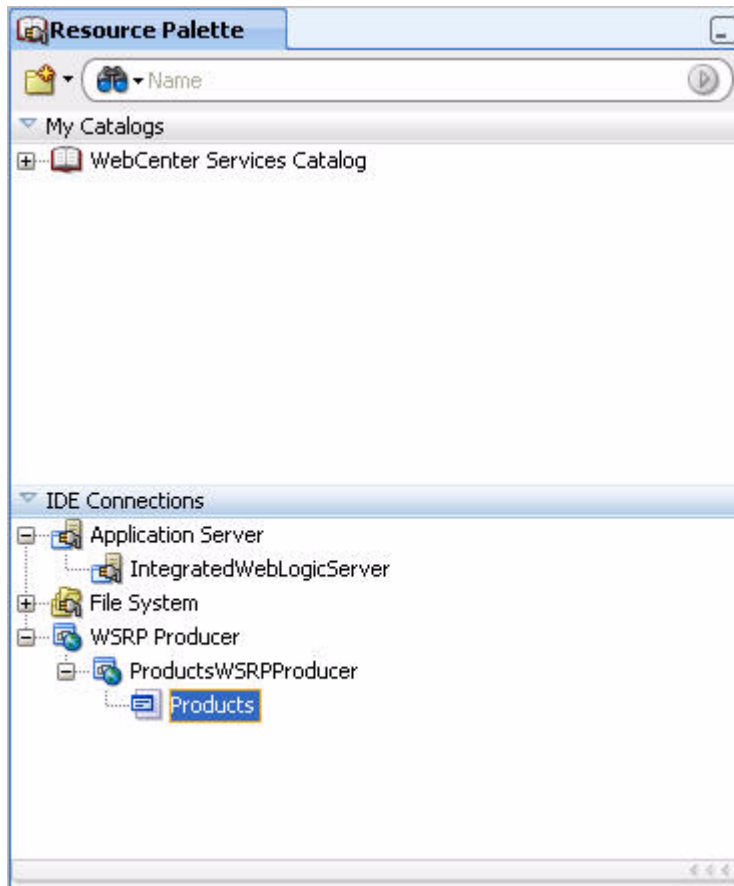 Resource Palette
Name
My Catalogs
WebCenter Services Catalog
IDE Connections
Application Server
IntegratedWebLogicServer
File System
WSRP Producer
ProductsWSRPProducer
Products